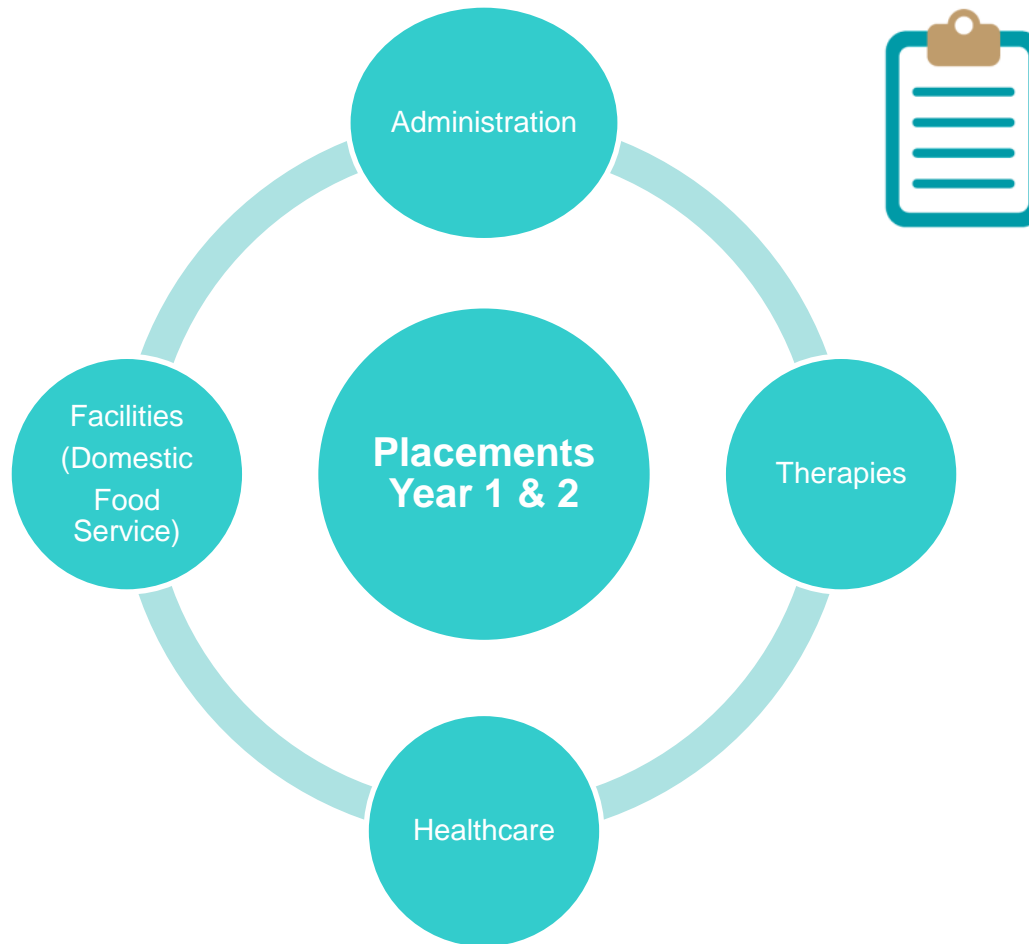 Administration
Facilities
(Domestic
Food
Service)
Placements
Year 1 & 2
Therapies
Healthcare